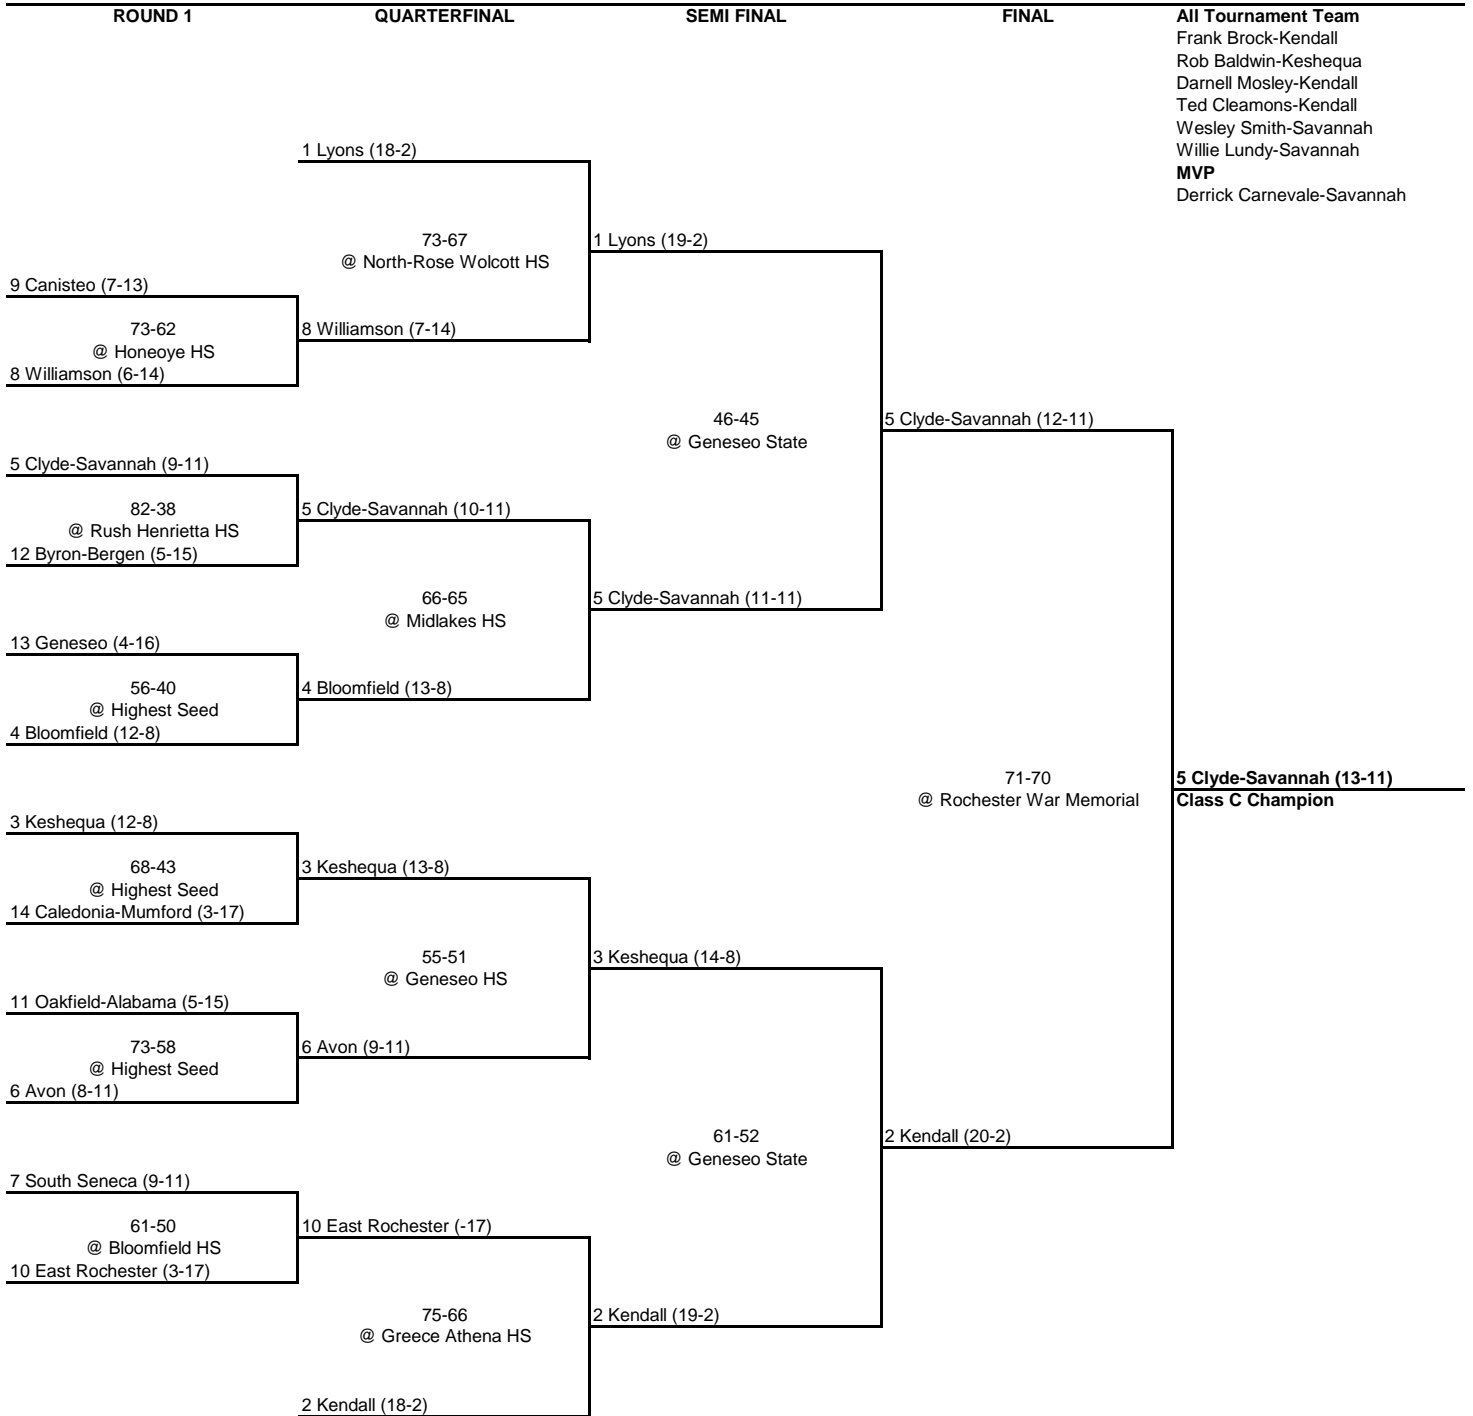 ROUND 1 QUARTERFINAL SEMI FINAL FINAL All Tournament Team
Frank Brock-Kendall
Rob Baldwin-Keshequa
Darnell Mosley-Kendall
Ted Cleamons-Kendall
Wesley Smith-Savannah
Willie Lundy-Savannah
MVP
Derrick Carnevale-Savannah
1 Lyons (18-2)
73-67
@ North-Rose Wolcott HS
1 Lyons (19-2)
9 Canisteo (7-13)
73-62
@ Honeoye HS
8 Williamson (7-14)
8 Williamson (6-14)
46-45
@ Geneseo State
5 Clyde-Savannah (12-11)
5 Clyde-Savannah (9-11)
82-38
@ Rush Henrietta HS
5 Clyde-Savannah (10-11)
12 Byron-Bergen (5-15)
66-65
@ Midlakes HS
5 Clyde-Savannah (11-11)
13 Geneseo (4-16)
56-40
@ Highest Seed
4 Bloomfield (13-8)
4 Bloomfield (12-8)
71-70
@ Rochester War Memorial
5 Clyde-Savannah (13-11)
Class C Champion
3 Keshequa (12-8)
68-43
@ Highest Seed
3 Keshequa (13-8)
14 Caledonia-Mumford (3-17)
55-51
@ Geneseo HS
3 Keshequa (14-8)
11 Oakfield-Alabama (5-15)
73-58
@ Highest Seed
6 Avon (9-11)
6 Avon (8-11)
61-52
@ Geneseo State
2 Kendall (20-2)
7 South Seneca (9-11)
61-50
@ Bloomfield HS
10 East Rochester (-17)
10 East Rochester (3-17)
75-66
@ Greece Athena HS
2 Kendall (19-2)
2 Kendall (18-2)